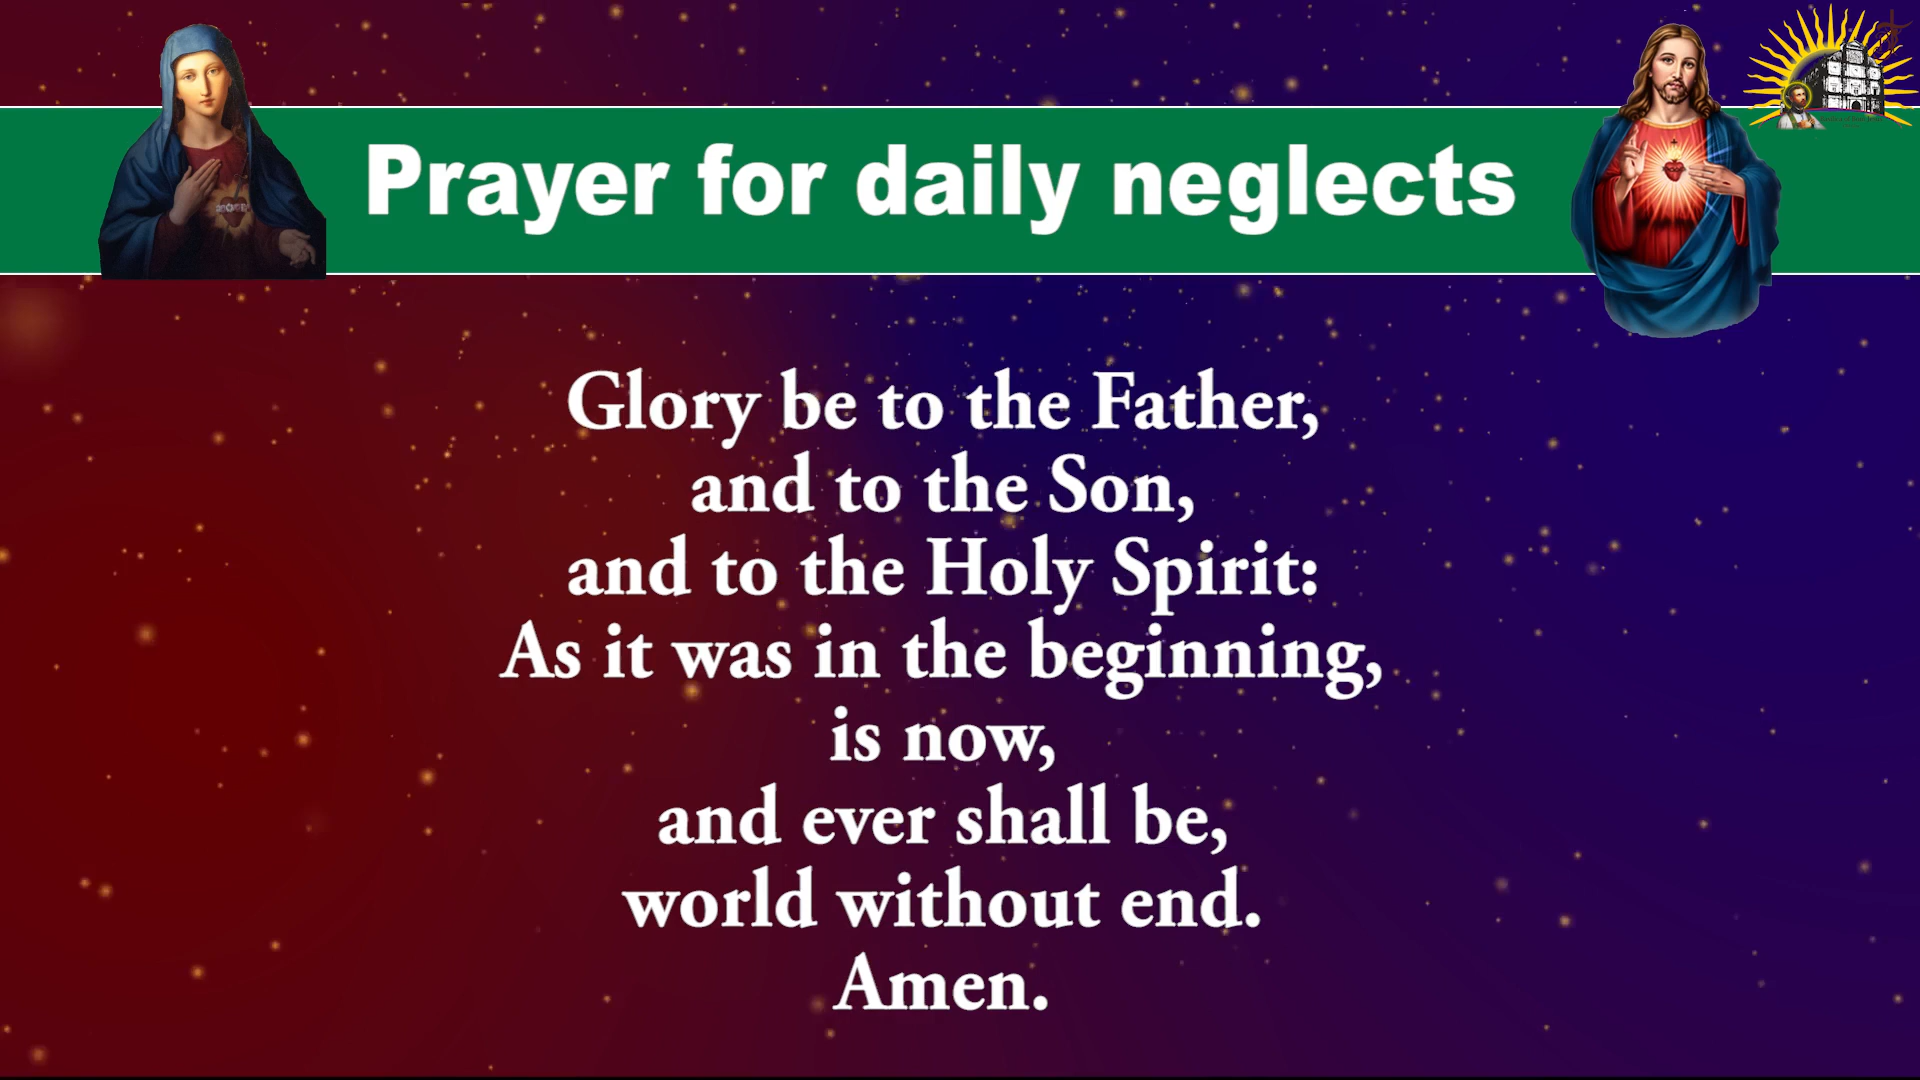 Prayer for daily neglects
Glory be to the Father,
and to the Son,
and to the Holy Spirit:
As it was in the beginning,
is now,
and ever shall be,
world without end.
Amen.